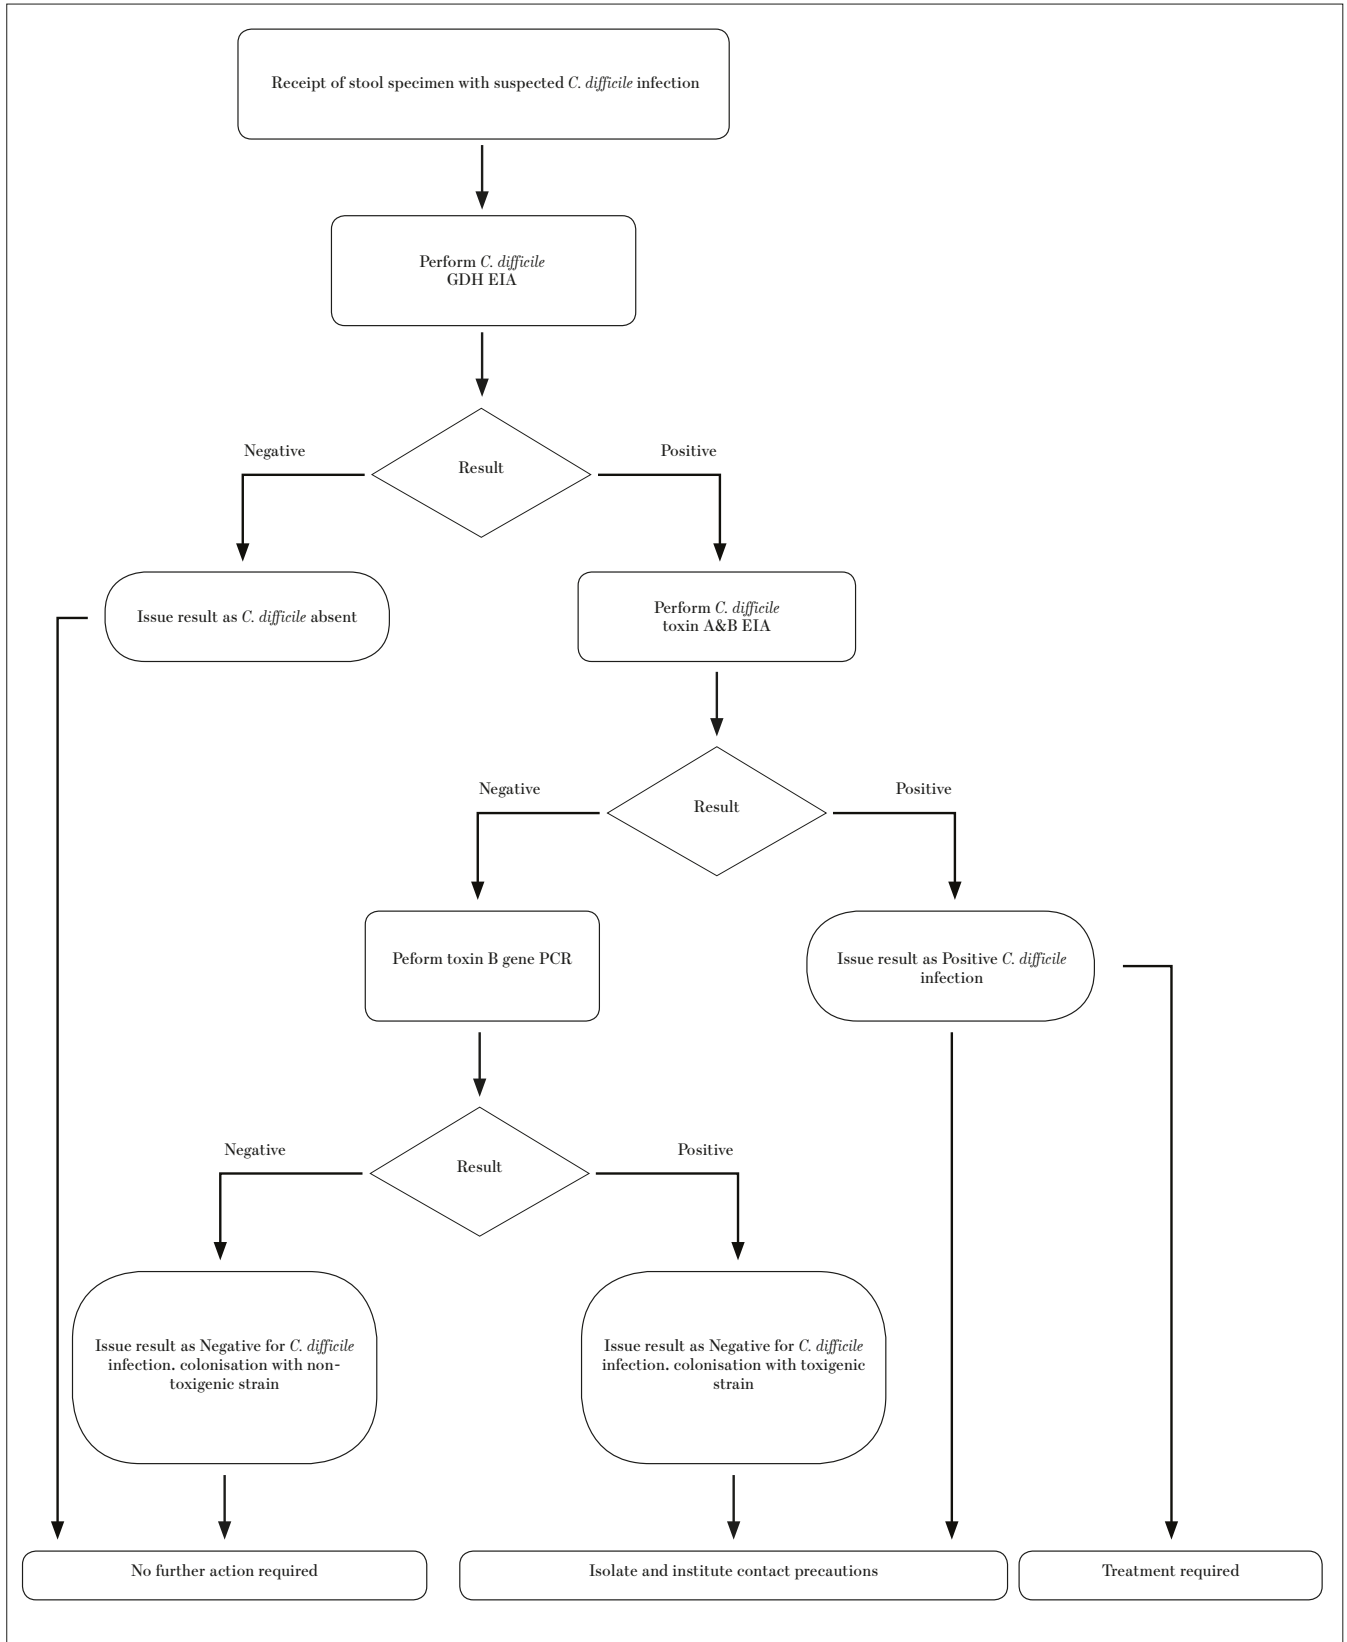 Receipt of stool specimen with suspected C. difficile infection
Perform C. difficile
GDH EIA
Negative
Result
Positive
Issue result as C. difficile absent
Perform C. difficile
toxin A&B EIA
Negative
Result
Positive
Peform toxin B gene PCR
Issue result as Positive C. difficile
infection
Negative
Result
Positive
Issue result as Negative for C. difficile
infection. colonisation with non-
toxigenic strain
Issue result as Negative for C. difficile
infection. colonisation with toxigenic
strain
No further action required
Isolate and institute contact precautions
Treatment required